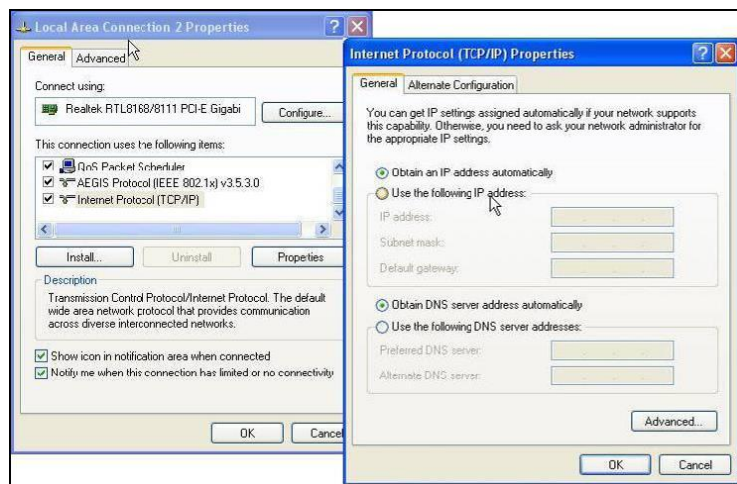 Local Area Connection 2 Properties
General
Advanced
Connect using:
Realtek RTL8168/8111 PCI-E Gigabi
Configure...
This connection uses the following items:
QoS Packet Scheduler
AEGIS Protocol (IEEE 802.1x) v3.5.3.0
Internet Protocol (TCP/IP)
Install...
Uninstall
Properties
Description
Transmission Control Protocol/Internet Protocol. The default
wide area network protocol that provides communication
across diverse interconnected networks.
Show icon in notification area when connected
Notify me when this connection has limited or no connectivity
OK
Cancel
Internet Protocol (TCP/IP) Properties
General
Alternate Configuration
You can get IP settings assigned automatically if your network supports
this capability. Otherwise, you need to ask your network administrator for
the appropriate IP settings.
Obtain an IP address automatically
Use the following IP address:
IP address:
Subnet mask:
Default gateway:
Obtain DNS server address automatically
Use the following DNS server addresses:
Preferred DNS server:
Alternate DNS server:
Advanced...
OK
Cancel